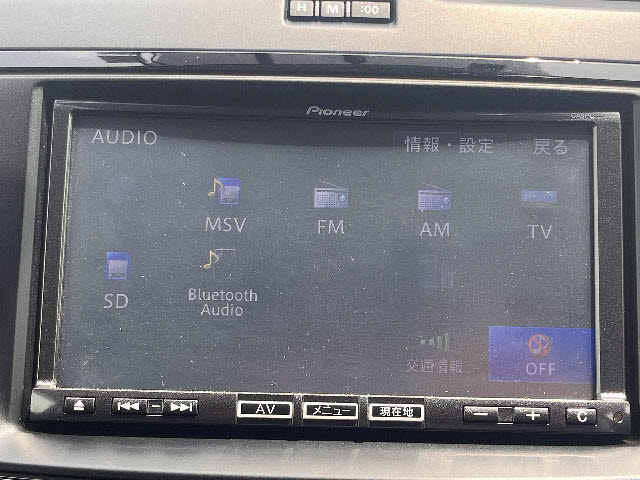 H M :00
Pioneer
AUDIO
情報・設定 戻る
MSV FM AM TV
SD Bluetooth Audio
交通情報 OFF
AV メニュー 現在地 − + C